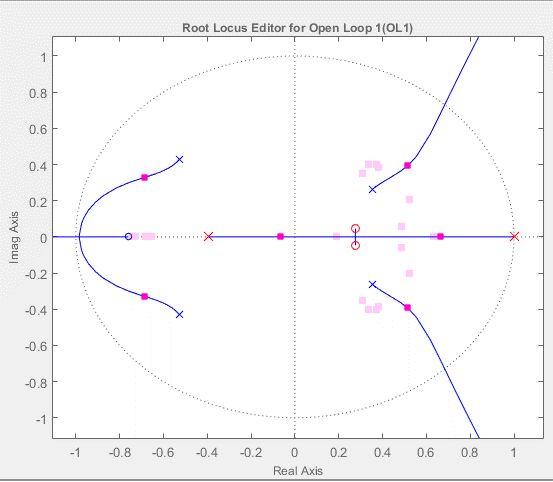 Root Locus Editor for Open Loop 1(OL1)
1
0.8
0.6
0.4
0.2
0
-0.2
-0.4
-0.6
-0.8
-1
Imag Axis
-1 -0.8 -0.6 -0.4 -0.2 0 0.2 0.4 0.6 0.8 1
Real Axis